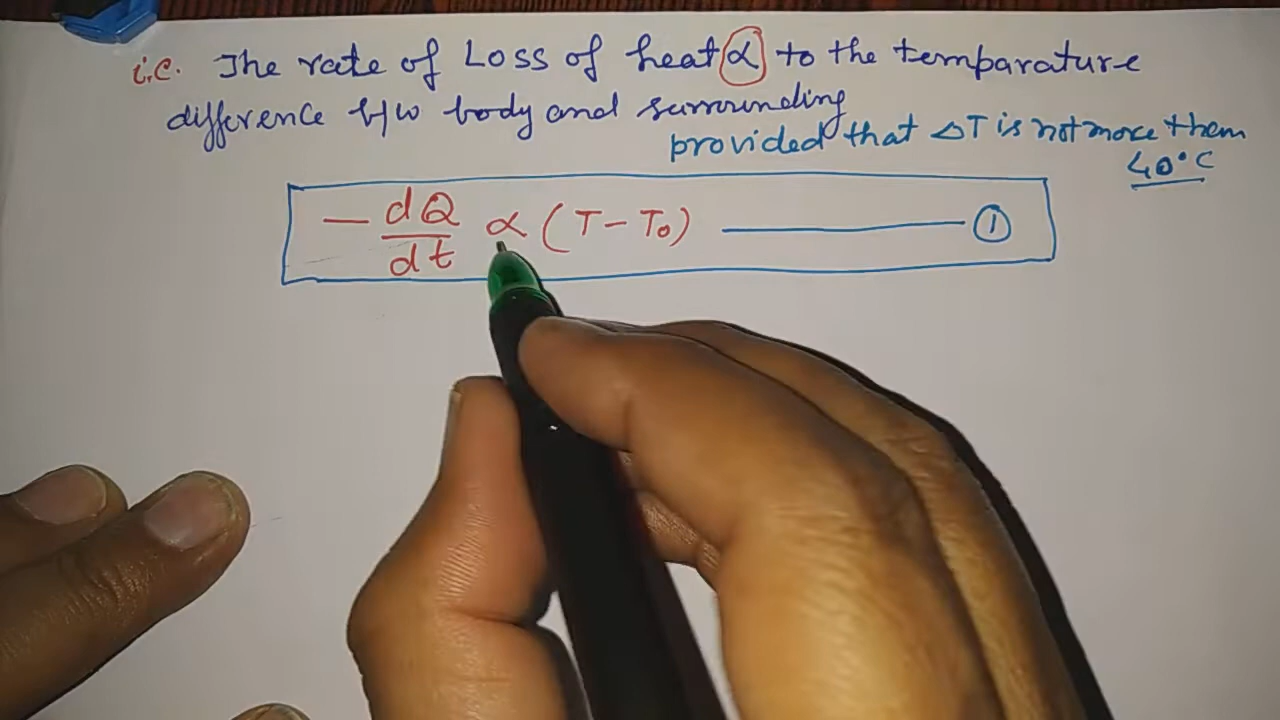 i.e. The rate of Loss of heat α to the temparature
difference b/w body and surrounding
provided that ΔT is not more them
40°C
- dQ/dt α (T - T₀) ——— ①